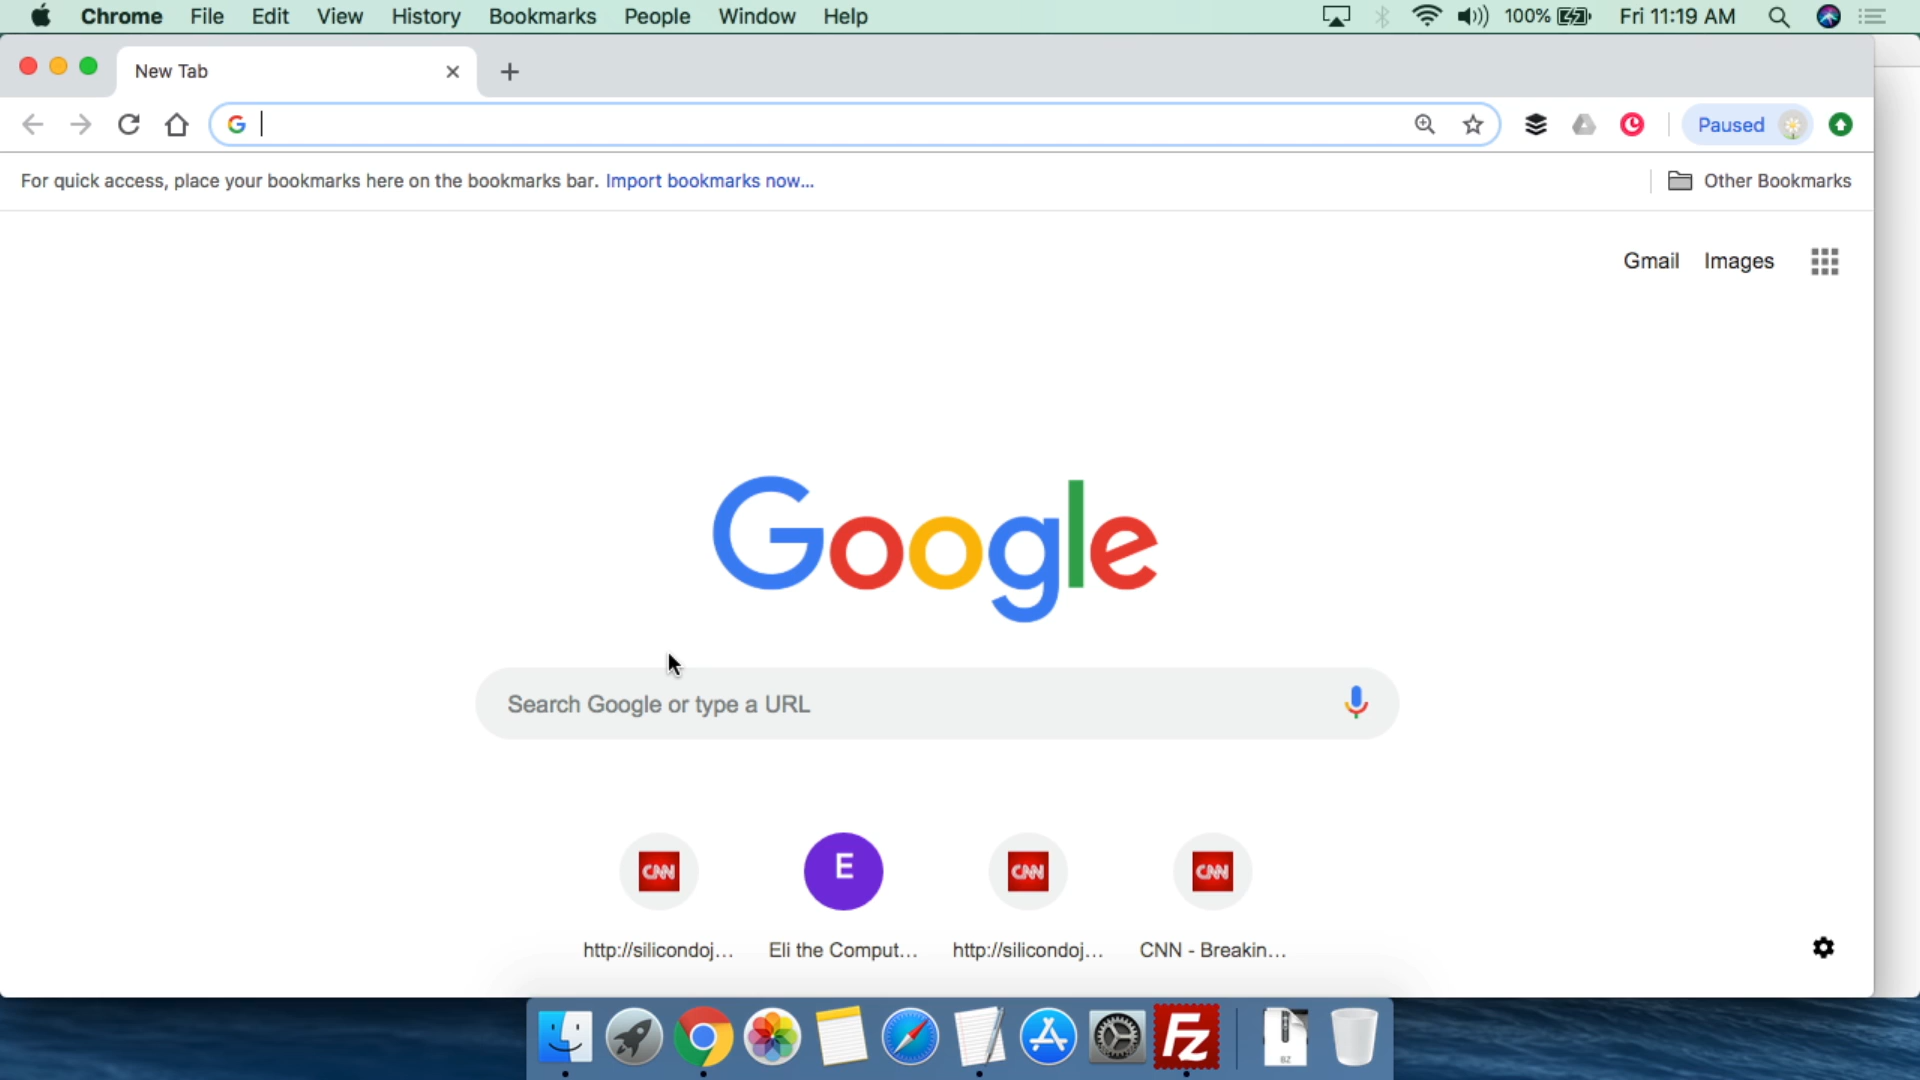 Chrome File Edit View History Bookmarks People Window Help 100% Fri 11:19 AM
New Tab
Paused
For quick access, place your bookmarks here on the bookmarks bar. Import bookmarks now... Other Bookmarks
Gmail Images
Google
Search Google or type a URL
CNN E CNN CNN
http://silicondoj... Eli the Comput... http://silicondoj... CNN - Breakin...
Fz
BZ